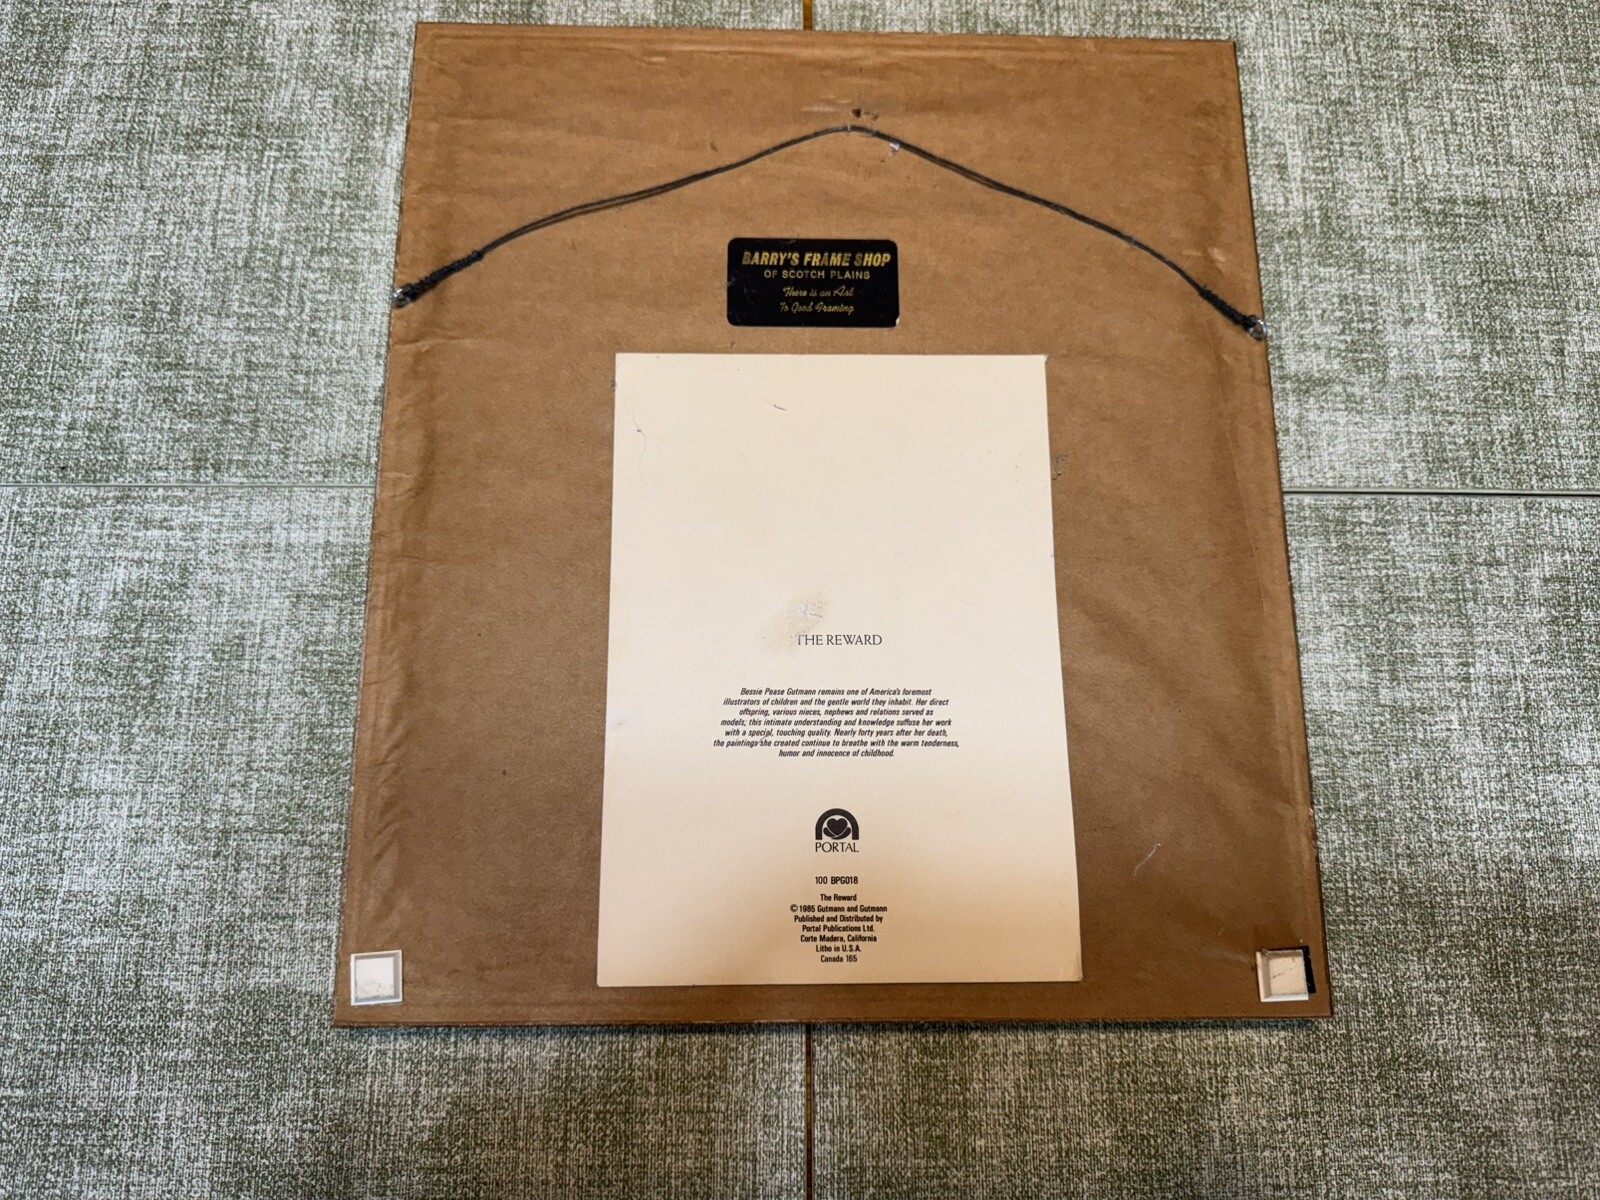 BARRY'S FRAME SHOP
OF SCOTCH PLAINS
There is an Art
To Good Framing
THE REWARD
Bessie Pease Gutmann remains one of America's foremost
illustrators of children and the gentle world they inhabit. Her direct
offspring, various nieces, nephews and relations served as
models; this intimate understanding and knowledge suffuse her work
with a special, touching quality. Nearly forty years after her death,
the paintings she created continue to breathe with the warm tenderness,
humor and innocence of childhood.
PORTAL
100 BPG018
The Reward
© 1985 Gutmann and Gutmann
Published and Distributed by
Portal Publications Ltd.
Corte Madera, California
Litho in U.S.A.
Canada 165